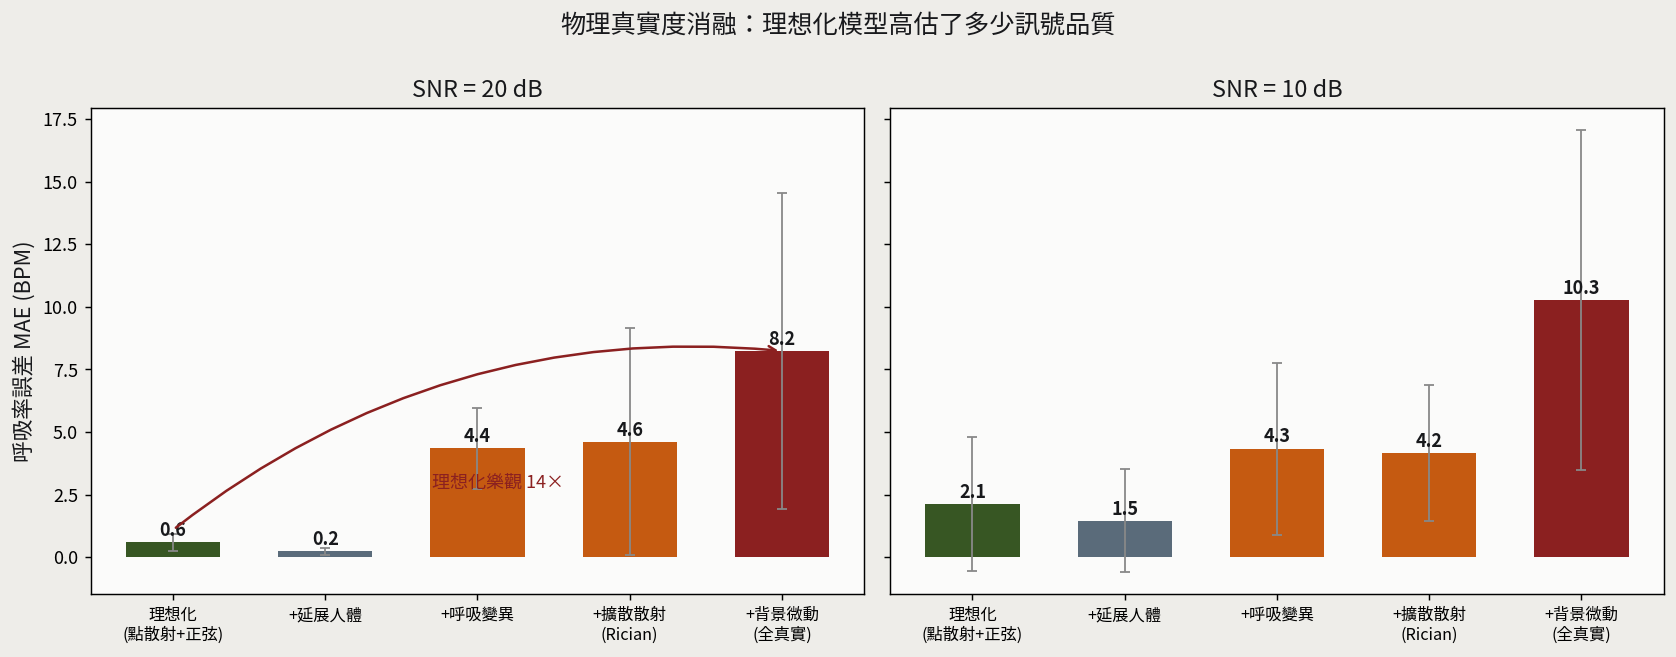 物理真實度消融：理想化模型高估了多少訊號品質
SNR = 20 dB
SNR = 10 dB
呼吸率誤差 MAE (BPM)
17.5
15.0
12.5
10.0
7.5
5.0
2.5
0.0
0.6
0.2
4.4
4.6
8.2
理想化樂觀 14×
2.1
1.5
4.3
4.2
10.3
理想化
(點散射+正弦)
+延展人體
+呼吸變異
+擴散散射
(Rician)
+背景微動
(全真實)
理想化
(點散射+正弦)
+延展人體
+呼吸變異
+擴散散射
(Rician)
+背景微動
(全真實)